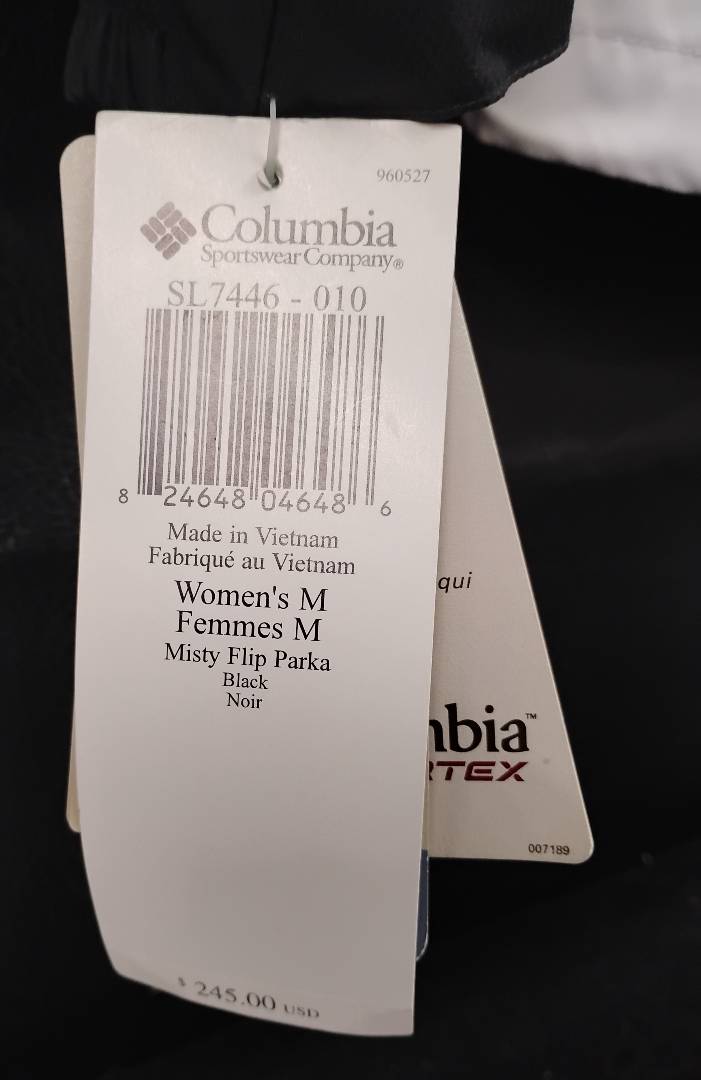 960527
Columbia
Sportswear Company®
SL7446 - 010
8 24648 04648 6
Made in Vietnam
Fabriqué au Vietnam
Women's M
Femmes M
Misty Flip Parka
Black
Noir
$ 245.00 USD
qui
mbia™
RTEX
007189